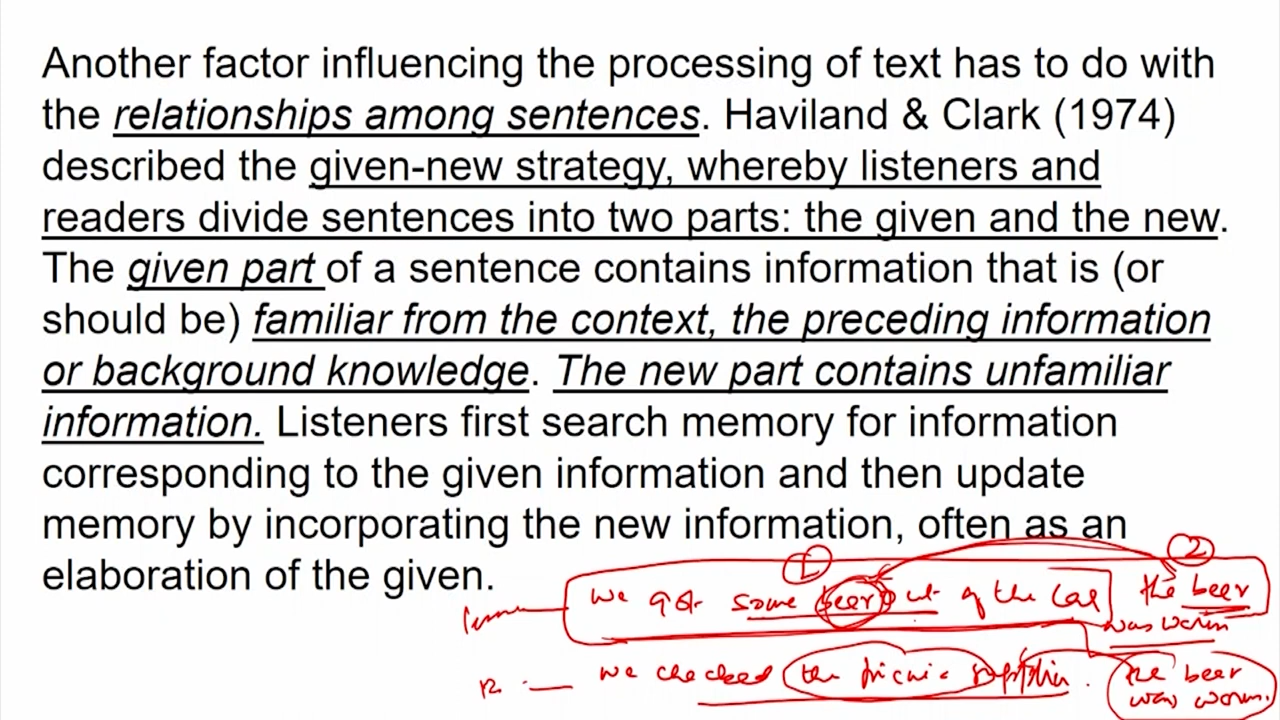 Another factor influencing the processing of text has to do with
the relationships among sentences. Haviland & Clark (1974)
described the given-new strategy, whereby listeners and
readers divide sentences into two parts: the given and the new.
The given part of a sentence contains information that is (or
should be) familiar from the context, the preceding information
or background knowledge. The new part contains unfamiliar
information. Listeners first search memory for information
corresponding to the given information and then update
memory by incorporating the new information, often as an
elaboration of the given.
1 2
we got some beer out of the car the beer
was warm
we checked the picnic the beer
was warm.